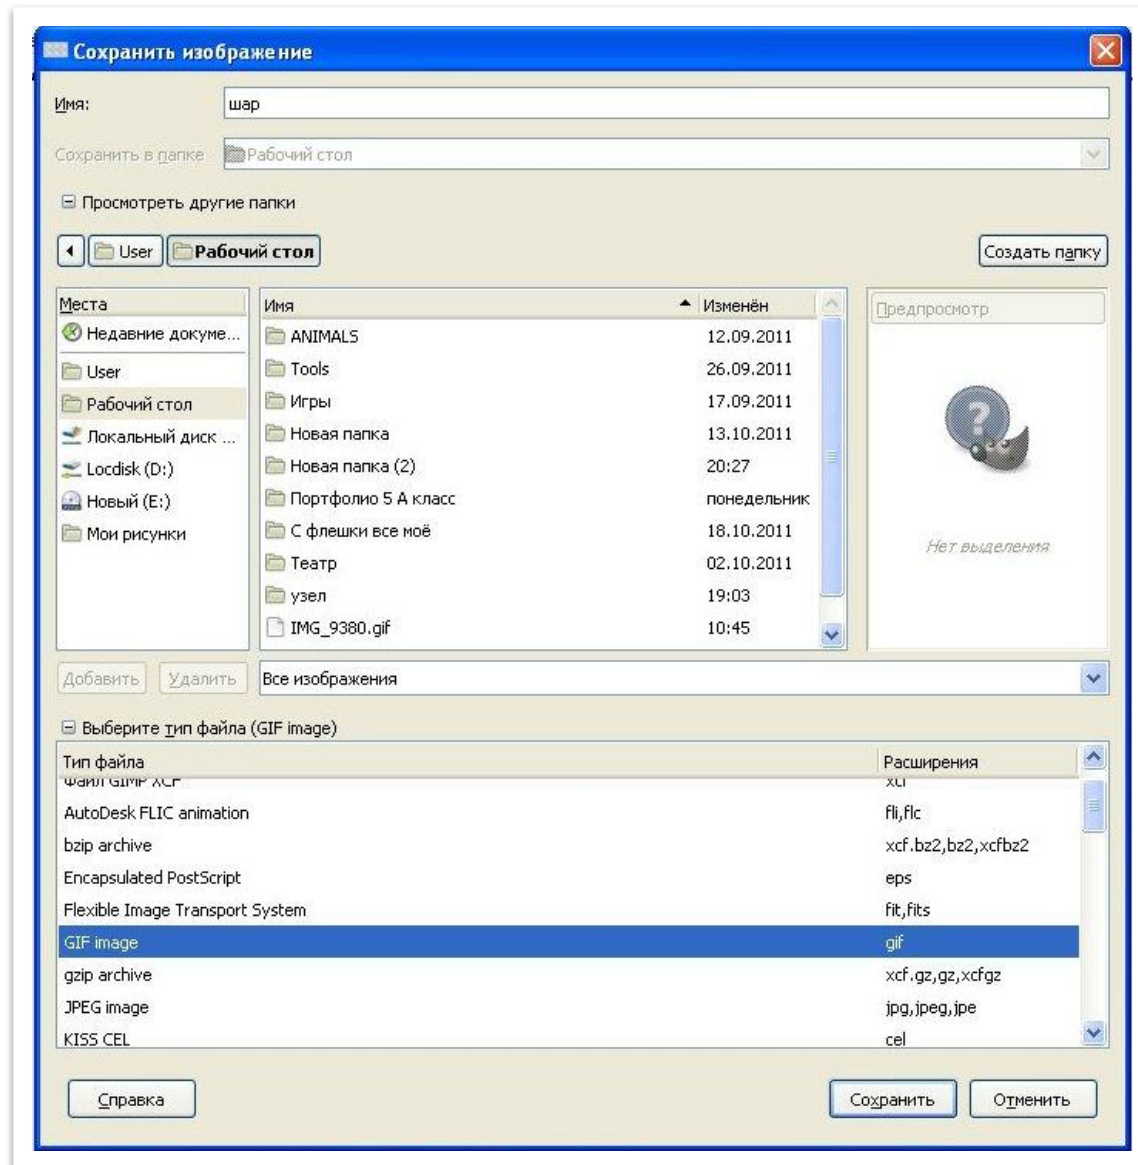 Сохранить изображение
Имя: шар
Сохранить в папке Рабочий стол
Просмотреть другие папки
User Рабочий стол Создать папку
Места Имя Изменён Предпросмотр
Недавние докуме... ANIMALS 12.09.2011
User Tools 26.09.2011
Рабочий стол Игры 17.09.2011
Локальный диск ... Новая папка 13.10.2011
Locdisk (D:) Новая папка (2) 20:27
Новый (E:) Портфолио 5 А класс понедельник
Мои рисунки С флешки все моё 18.10.2011
Нет выделения
Театр 02.10.2011
узел 19:03
IMG_9380.gif 10:45
Добавить Удалить Все изображения
Выберите тип файла (GIF image)
Тип файла Расширения
Файл GIMP XCF xcf
AutoDesk FLIC animation fli,flc
bzip archive xcf.bz2,bz2,xcfbz2
Encapsulated PostScript eps
Flexible Image Transport System fit,fits
GIF image gif
gzip archive xcf.gz,gz,xcfgz
JPEG image jpg,jpeg,jpe
KISS CEL cel
Справка Сохранить Отменить